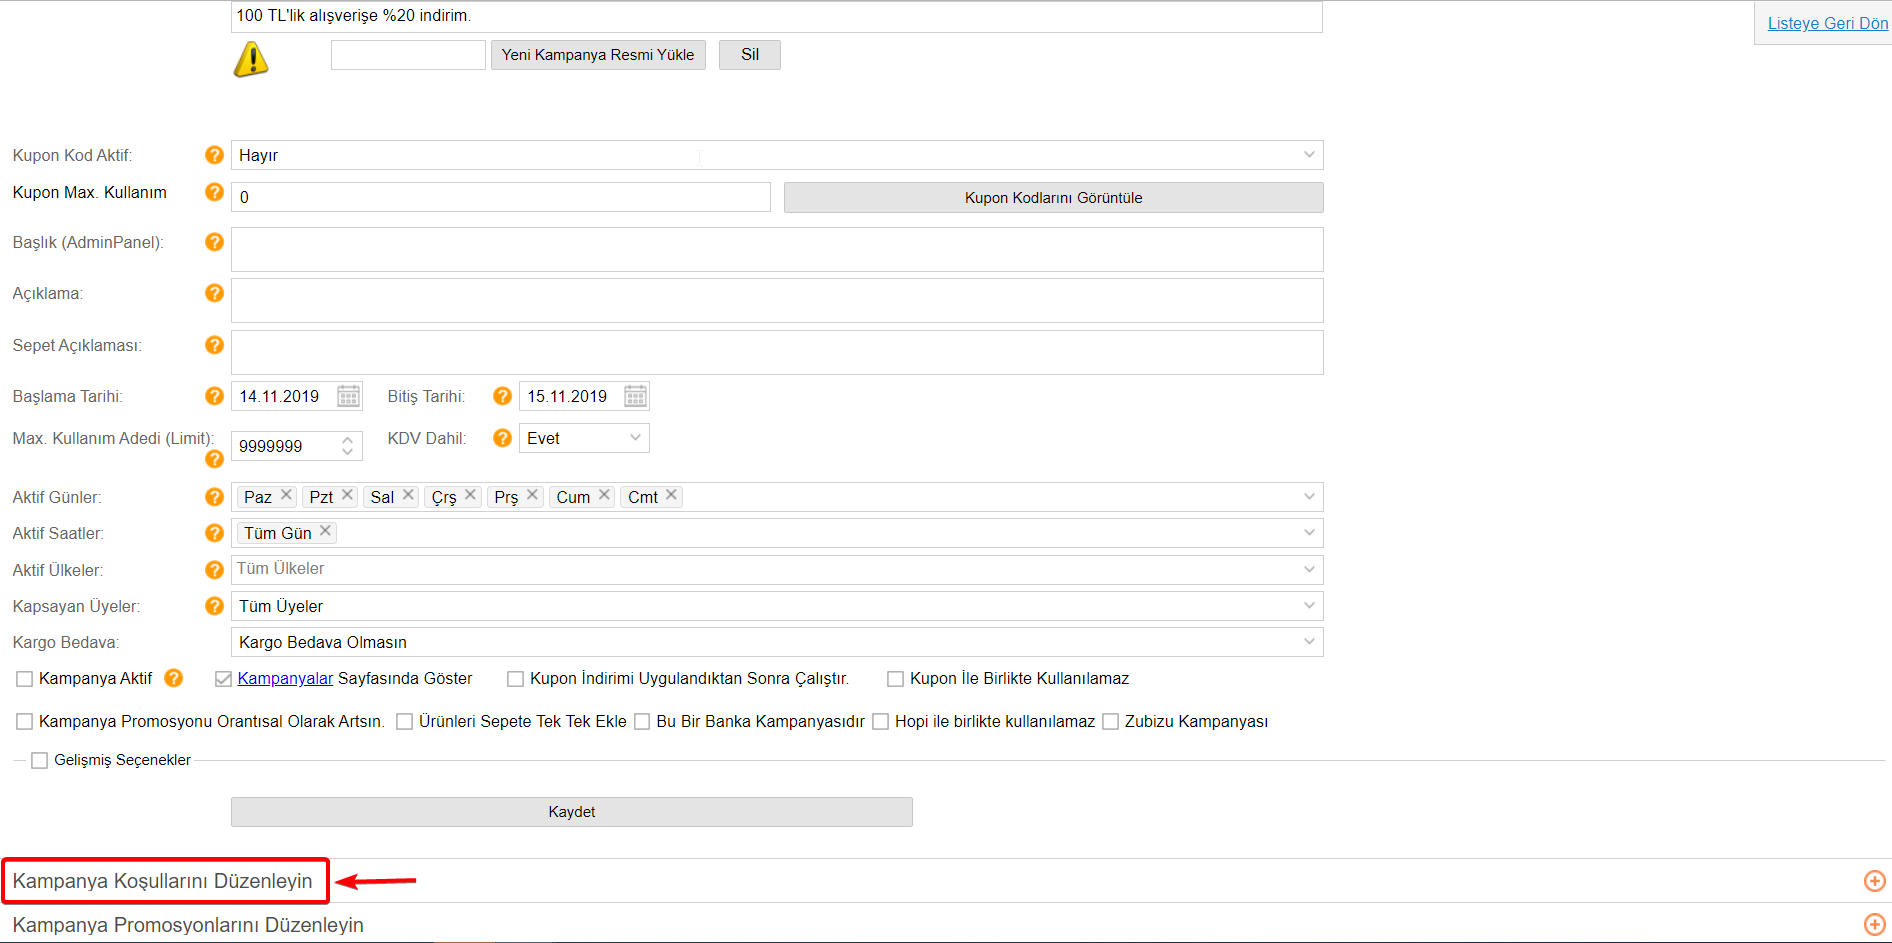 100 TL'lik alışverişe %20 indirim.
Listeye Geri Dön
Yeni Kampanya Resmi Yükle Sil
Kupon Kod Aktif: ? Hayır
Kupon Max. Kullanım ? 0 Kupon Kodlarını Görüntüle
Başlık (AdminPanel): ?
Açıklama: ?
Sepet Açıklaması: ?
Başlama Tarihi: ? 14.11.2019 Bitiş Tarihi: ? 15.11.2019
Max. Kullanım Adedi (Limit): ? 9999999 KDV Dahil: ? Evet
Aktif Günler: ? Paz Pzt Sal Çrş Prş Cum Cmt
Aktif Saatler: ? Tüm Gün
Aktif Ülkeler: ? Tüm Ülkeler
Kapsayan Üyeler: ? Tüm Üyeler
Kargo Bedava: Kargo Bedava Olmasın
Kampanya Aktif ? Kampanyalar Sayfasında Göster Kupon İndirimi Uygulandıktan Sonra Çalıştır. Kupon İle Birlikte Kullanılamaz
Kampanya Promosyonu Orantısal Olarak Artsın. Ürünleri Sepete Tek Tek Ekle Bu Bir Banka Kampanyasıdır Hopi ile birlikte kullanılamaz Zubizu Kampanyası
Gelişmiş Seçenekler
Kaydet
Kampanya Koşullarını Düzenleyin
Kampanya Promosyonlarını Düzenleyin